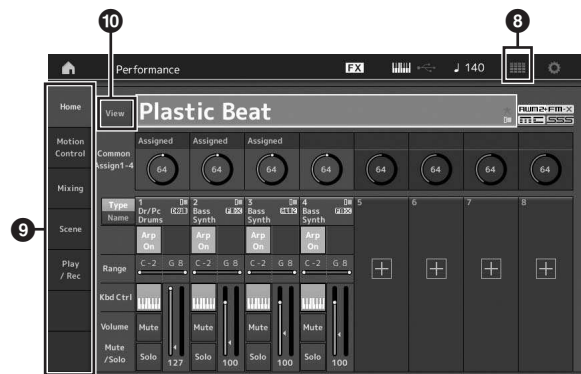 10
8
Performance
FX
140
Home
View
Plastic Beat
AWM2+FM-X
MC SSS
Motion Control
Common Assign1-4
Assigned Assigned Assigned
64 64 64 64 64 64 64 64
Mixing
Type
Name
1 2 3 4 5 6 7 8
Dr/Pc Bass Bass Bass
Drums Synth Synth Synth
Arp On Arp On Arp On Arp On
9
Scene
Play / Rec
Range
C -2 G 8 C -2 G 8 C -2 G 8 C -2 G 8
Kbd Ctrl
Volume
Mute Mute Mute Mute
Mute /Solo
Solo Solo Solo Solo
127 100 100 100